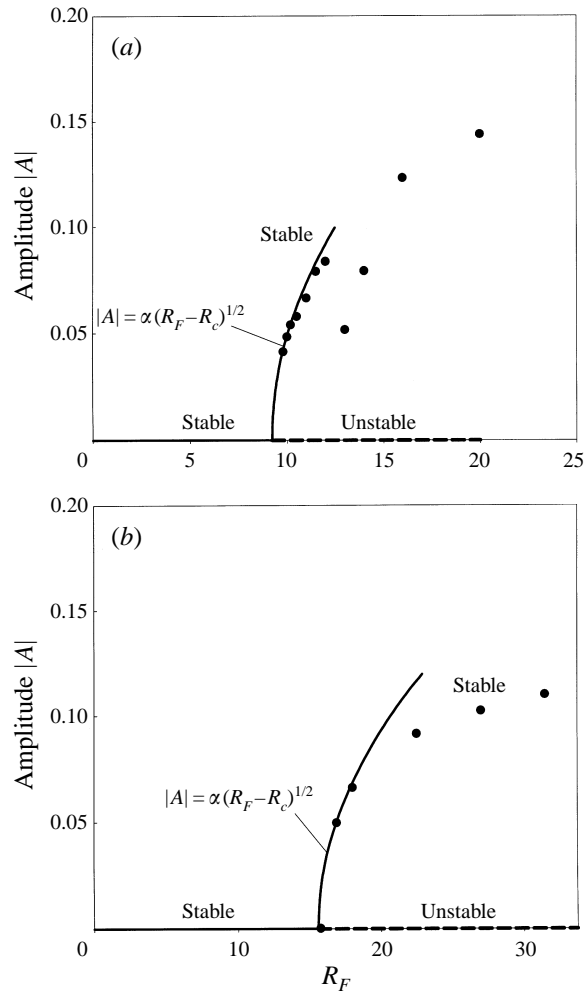 0.20
(a)
0.15
Amplitude |A|
Stable
0.10
|A| = α(R_F–R_c)^1/2
0.05
Stable
Unstable
0 5 10 15 20 25
0.20
(b)
0.15
Amplitude |A|
Stable
0.10
|A| = α(R_F–R_c)^1/2
0.05
Stable
Unstable
0 10 20 30
R_F